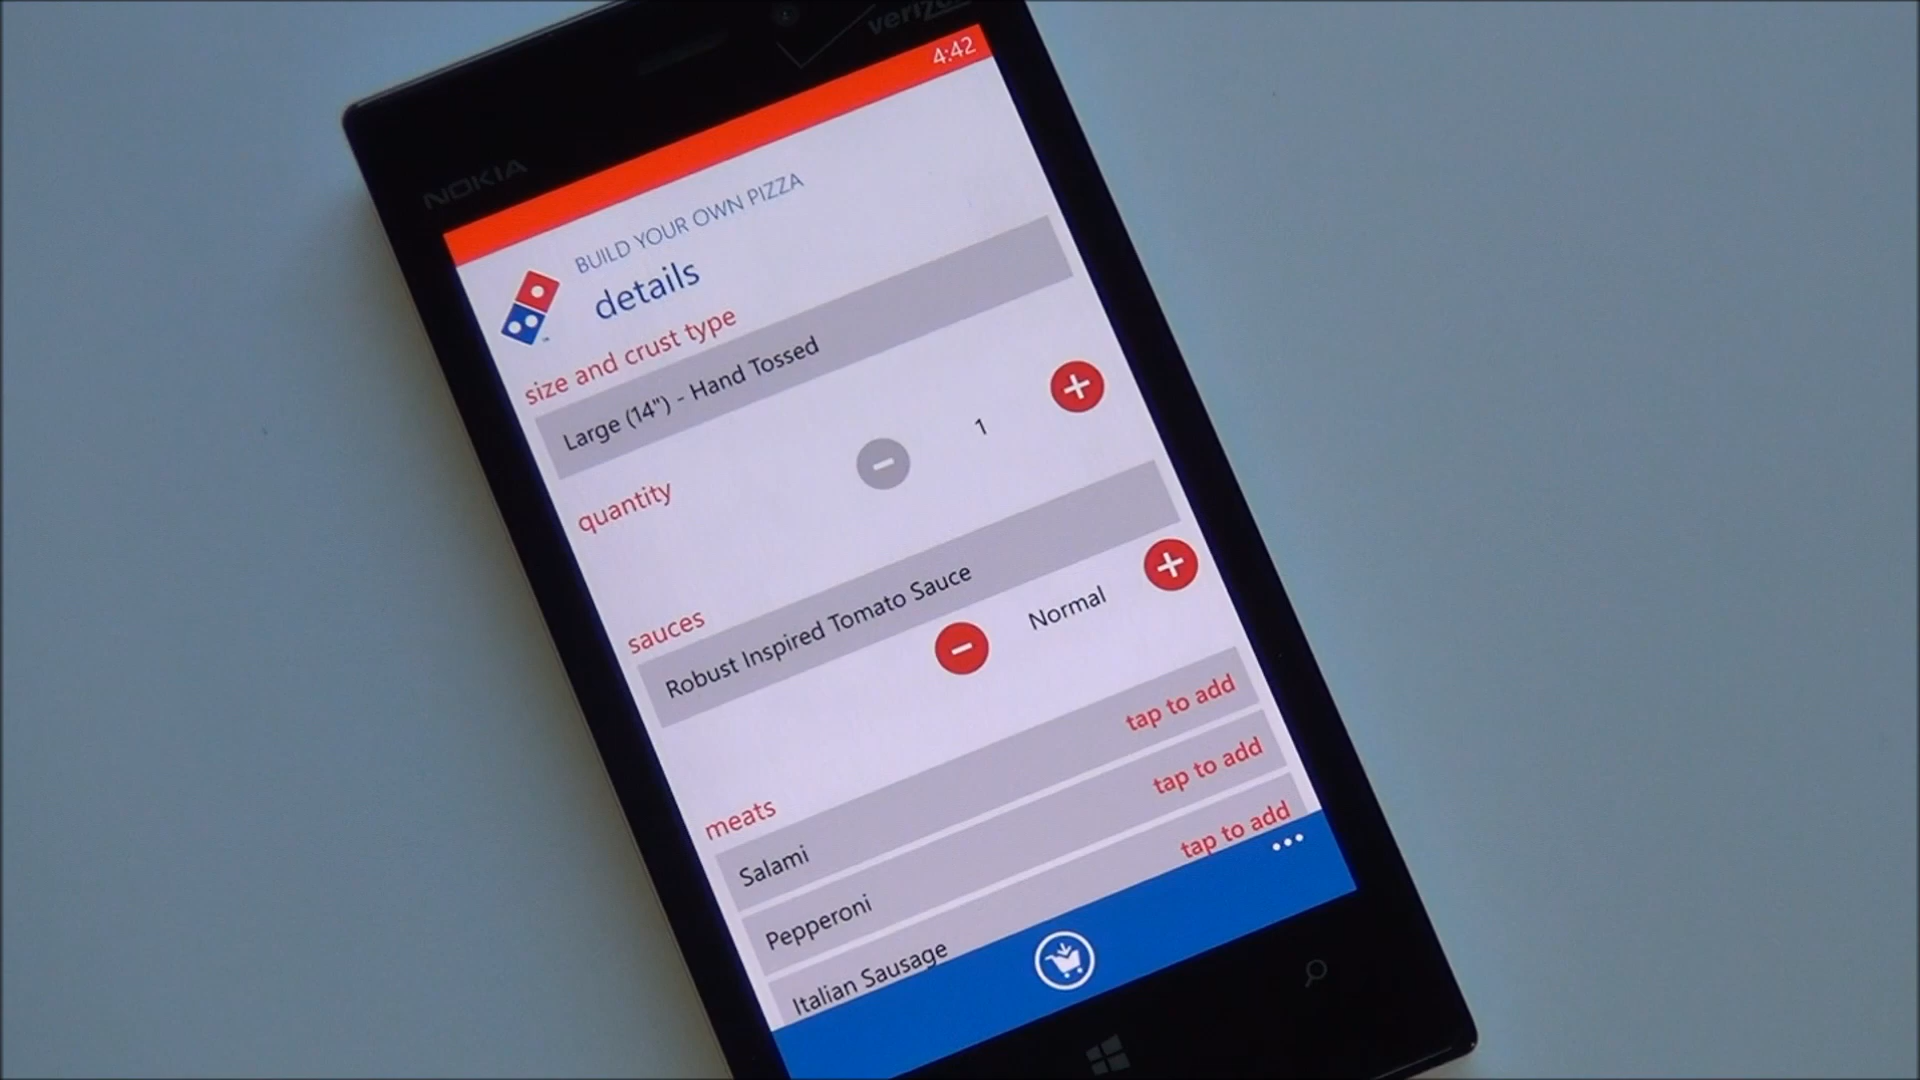 verizon
4:42
NOKIA
BUILD YOUR OWN PIZZA
details
size and crust type
Large (14") - Hand Tossed
quantity
1
sauces
Robust Inspired Tomato Sauce
Normal
meats
Salami tap to add
Pepperoni tap to add
Italian Sausage tap to add